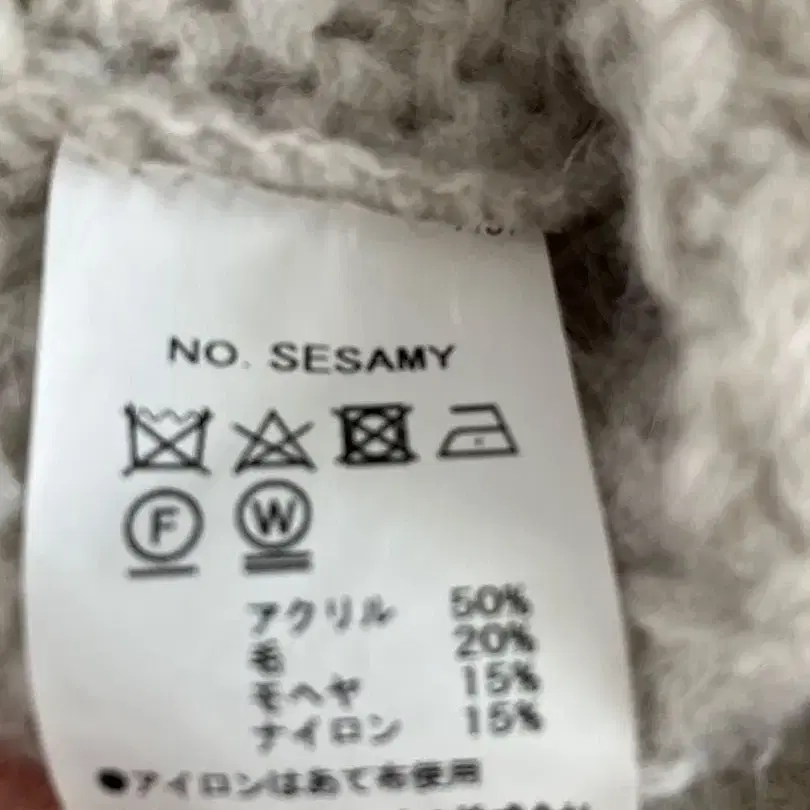 NO. SESAMY
F W
アクリル 50%
毛 20%
モヘヤ 15%
ナイロン 15%
●アイロンはあて布使用